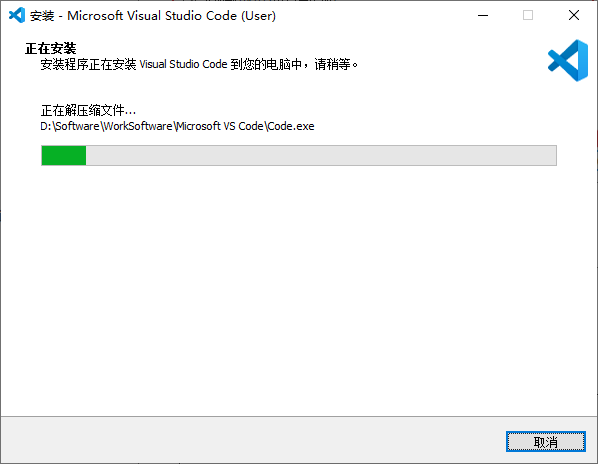 安装 - Microsoft Visual Studio Code (User)
正在安装
安装程序正在安装 Visual Studio Code 到您的电脑中，请稍等。
正在解压缩文件...
D:\Software\WorkSoftware\Microsoft VS Code\Code.exe
取消